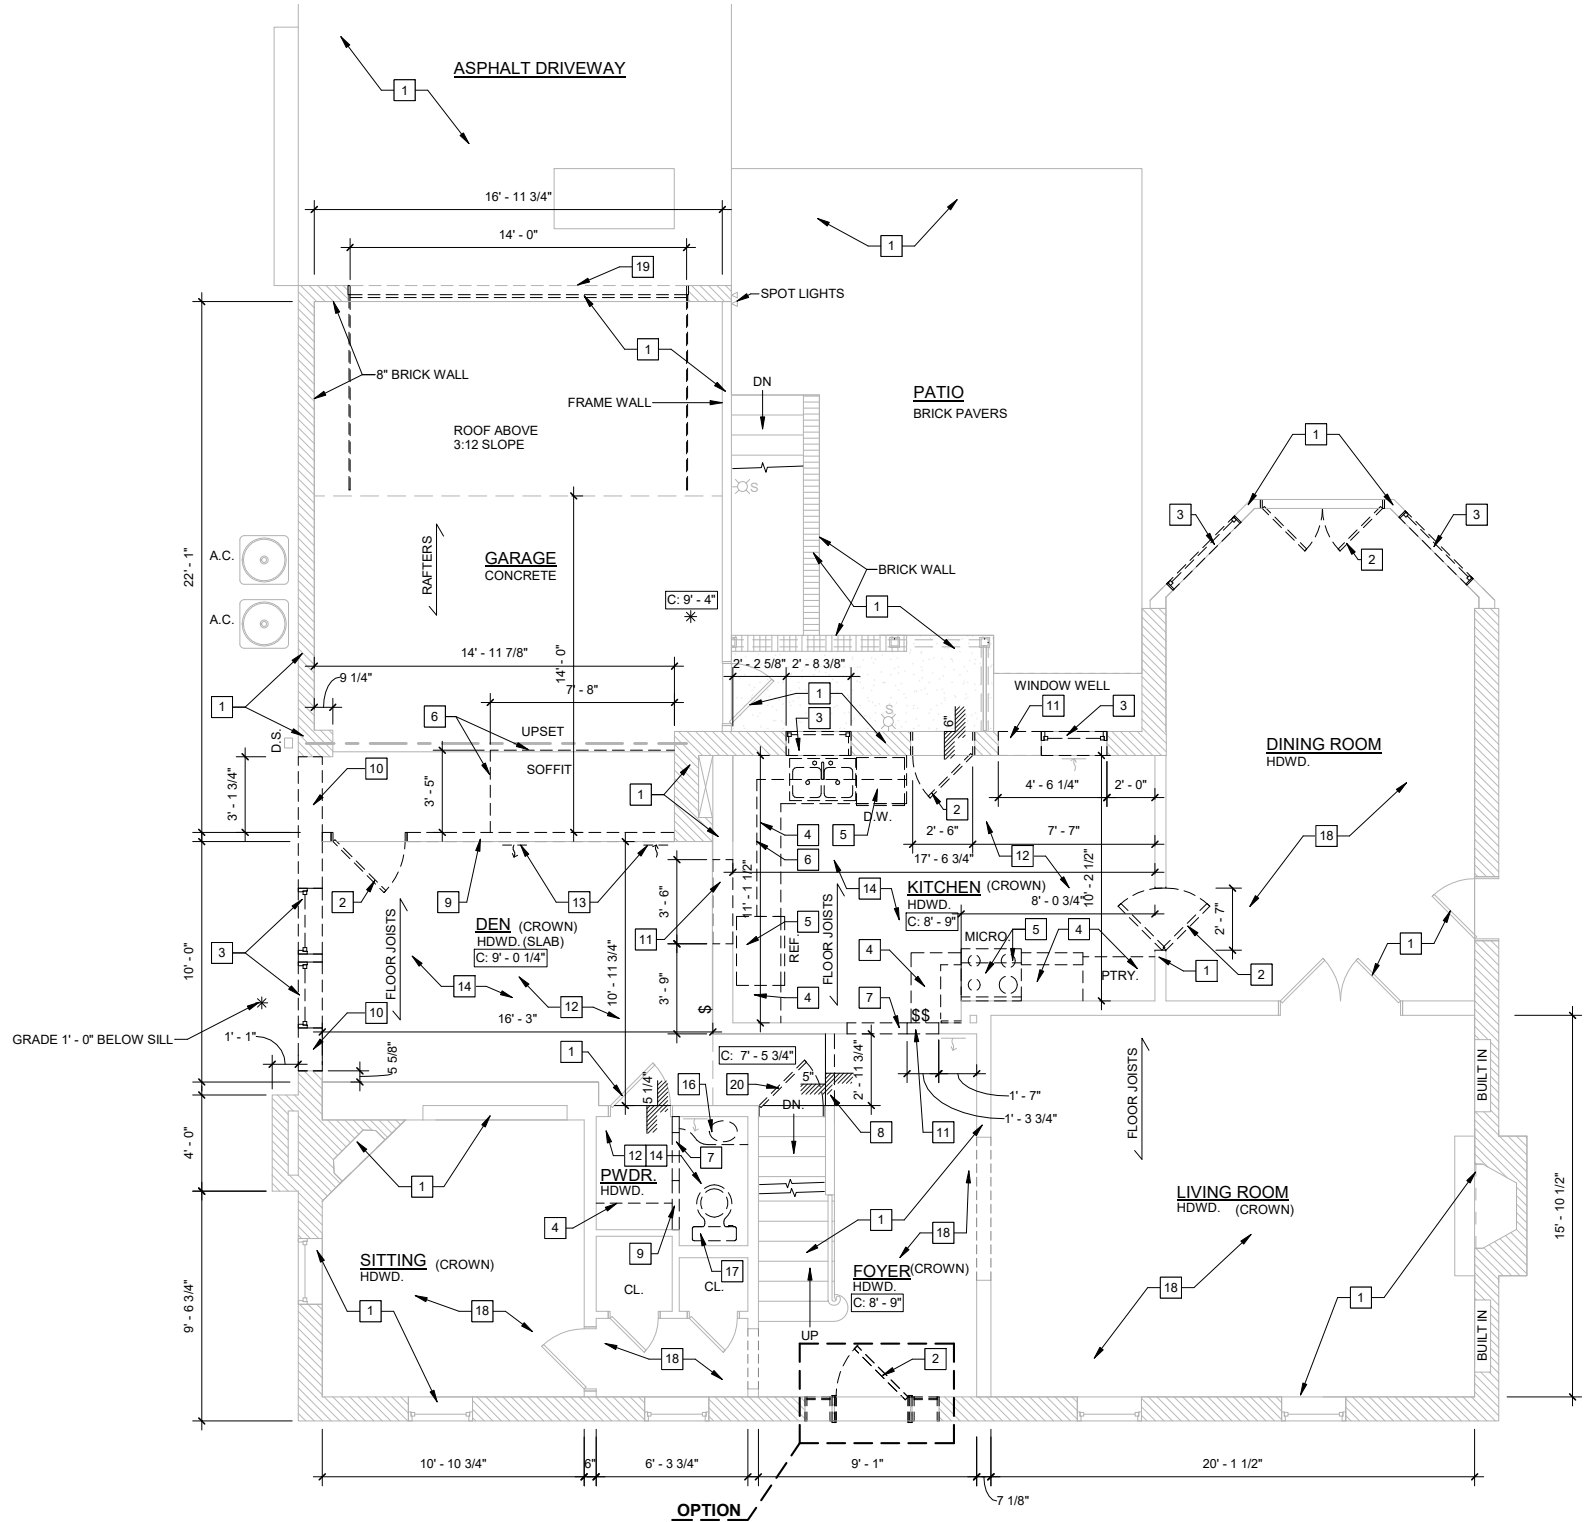 ASPHALT DRIVEWAY
1
16' - 11 3/4"
14' - 0"
1
19
SPOT LIGHTS
1
8" BRICK WALL
DN
FRAME WALL
PATIO
BRICK PAVERS
ROOF ABOVE
3:12 SLOPE
1
S
3
3
2
22' - 1"
A.C.
RAFTERS
GARAGE
CONCRETE
BRICK WALL
C: 9' - 4"
1
A.C.
14' - 11 7/8"
14' - 0"
2' - 2 5/8"
2' - 8 3/8"
9 1/4"
7' - 8"
1
WINDOW WELL
1
6
3
S
6"
11
3
D.S.
UPSET
SOFFIT
DINING ROOM
HDWD.
10
3' - 1 3/4"
3' - 5"
1
4' - 6 1/4"
2' - 0"
2
D.W.
4
5
2' - 6"
7' - 7"
18
6
17' - 6 3/4"
12
2
9
13
3' - 6"
11' - 1 1/2"
14
KITCHEN (CROWN)
HDWD.
C: 8' - 9"
8' - 0 3/4"
10' - 2 1/2"
2' - 7"
DEN (CROWN)
HDWD. (SLAB)
C: 9' - 0 1/4"
FLOOR JOISTS
5
REF.
FLOOR JOISTS
MICRO.
5
4
11
4
1
10' - 0"
3
10' - 11 3/4"
3' - 9"
PTRY.
1
2
14
12
4
7
10
16' - 3"
$
$$
GRADE 1' - 0" BELOW SILL
1' - 1"
5 5/8"
1
C: 7' - 5 3/4"
2' - 11 3/4"
FLOOR JOISTS
BUILT IN
5 1/4"
16
20
5"
1' - 7"
DN.
1' - 3 3/4"
4' - 0"
12
14
7
8
11
1
PWDR.
HDWD.
LIVING ROOM
HDWD. (CROWN)
15' - 10 1/2"
4
1
9
18
SITTING (CROWN)
HDWD.
17
FOYER (CROWN)
HDWD.
C: 8' - 9"
CL.
CL.
18
1
9' - 6 3/4"
1
18
UP
BUILT IN
18
2
10' - 10 3/4"
6"
6' - 3 3/4"
9' - 1"
20' - 1 1/2"
7 1/8"
OPTION